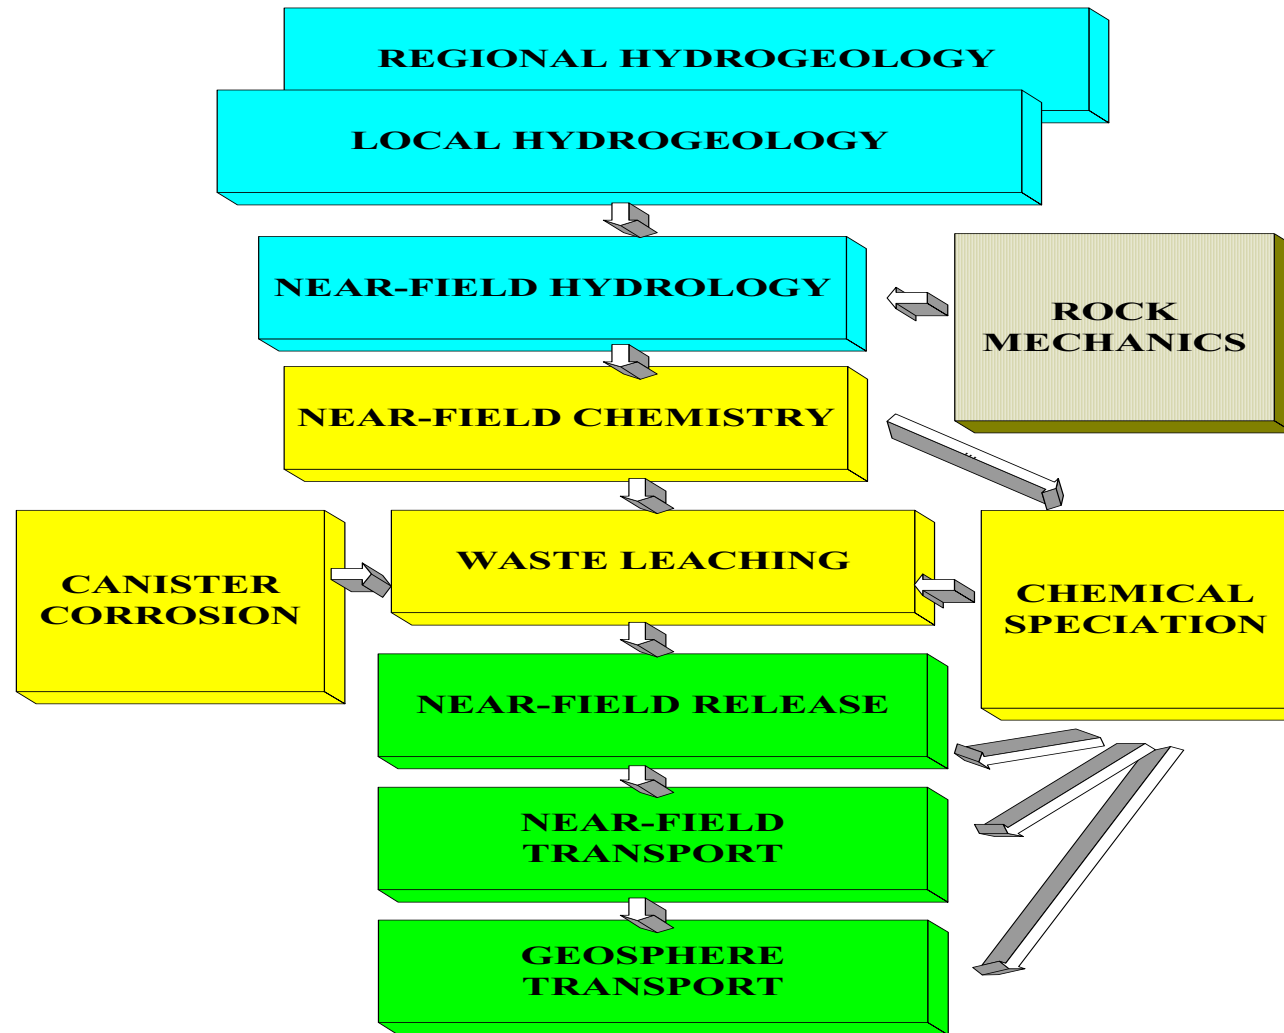 REGIONAL HYDROGEOLOGY
LOCAL HYDROGEOLOGY
NEAR-FIELD HYDROLOGY
ROCK
MECHANICS
NEAR-FIELD CHEMISTRY
...
WASTE LEACHING
CANISTER
CORROSION
CHEMICAL
SPECIATION
NEAR-FIELD RELEASE
NEAR-FIELD
TRANSPORT
GEOSPHERE
TRANSPORT